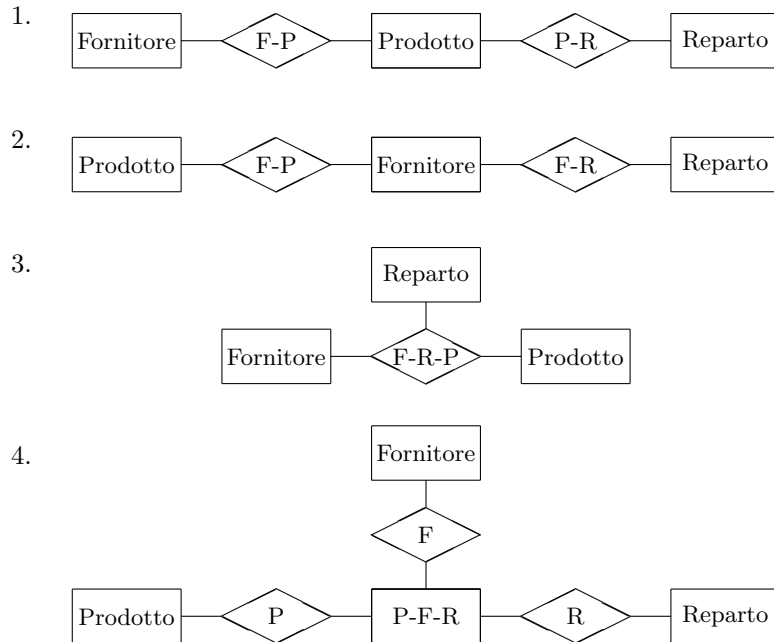 1.
Fornitore F-P Prodotto P-R Reparto
2.
Prodotto F-P Fornitore F-R Reparto
3.
Reparto
Fornitore F-R-P Prodotto
4.
Fornitore
F
Prodotto P P-F-R R Reparto